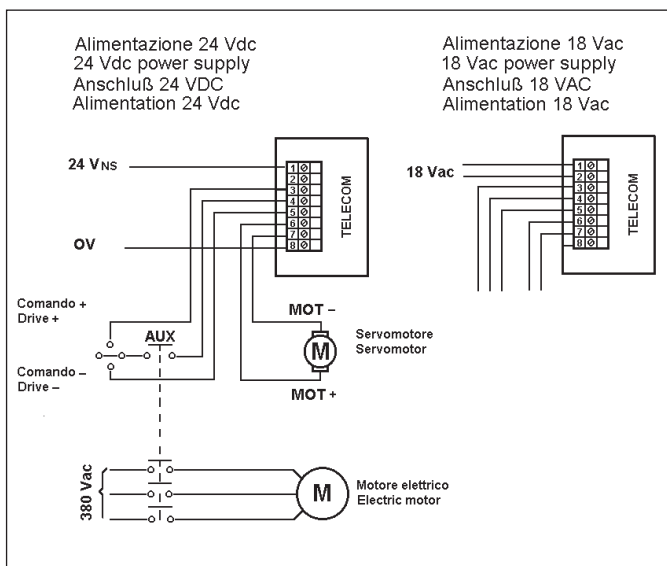 Alimentazione 24 Vdc
24 Vdc power supply
Anschluß 24 VDC
Alimentation 24 Vdc
Alimentazione 18 Vac
18 Vac power supply
Anschluß 18 VAC
Alimentation 18 Vac
24 VNS
1
2
3
4
5
6
7
8
TELECOM
0V
18 Vac
1
2
3
4
5
6
7
8
TELECOM
Comando +
Drive +
AUX
Comando –
Drive –
MOT –
M
MOT +
Servomotore
Servomotor
380 Vac
M
Motore elettrico
Electric motor